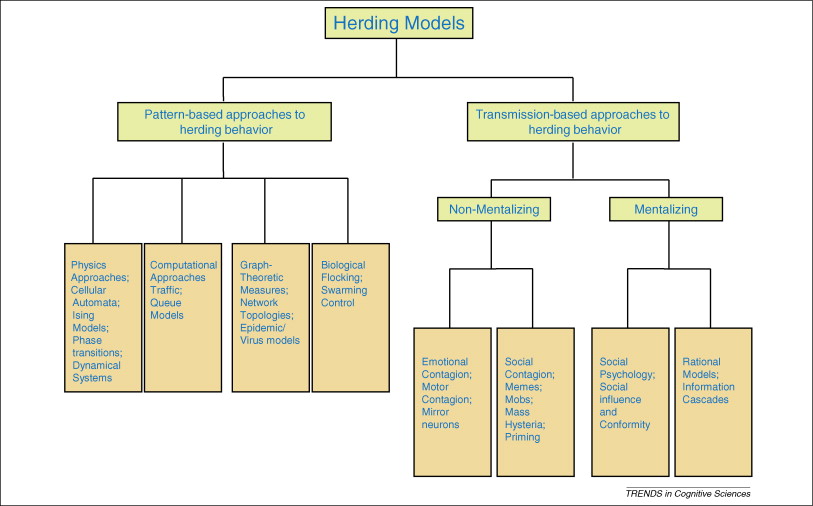 Herding Models
Pattern-based approaches to
herding behavior
Transmission-based approaches to
herding behavior
Non-Mentalizing
Mentalizing
Physics
Approaches;
Cellular
Automata;
Ising
Models;
Phase
transitions;
Dynamical
Systems
Computational
Approaches
Traffic;
Queue
Models
Graph-
Theoretic
Measures;
Network
Topologies;
Epidemic/
Virus models
Biological
Flocking;
Swarming
Control
Emotional
Contagion;
Motor
Contagion;
Mirror
neurons
Social
Contagion;
Memes;
Mobs;
Mass
Hysteria;
Priming
Social
Psychology;
Social
influence
and
Conformity
Rational
Models;
Information
Cascades
TRENDS in Cognitive Sciences